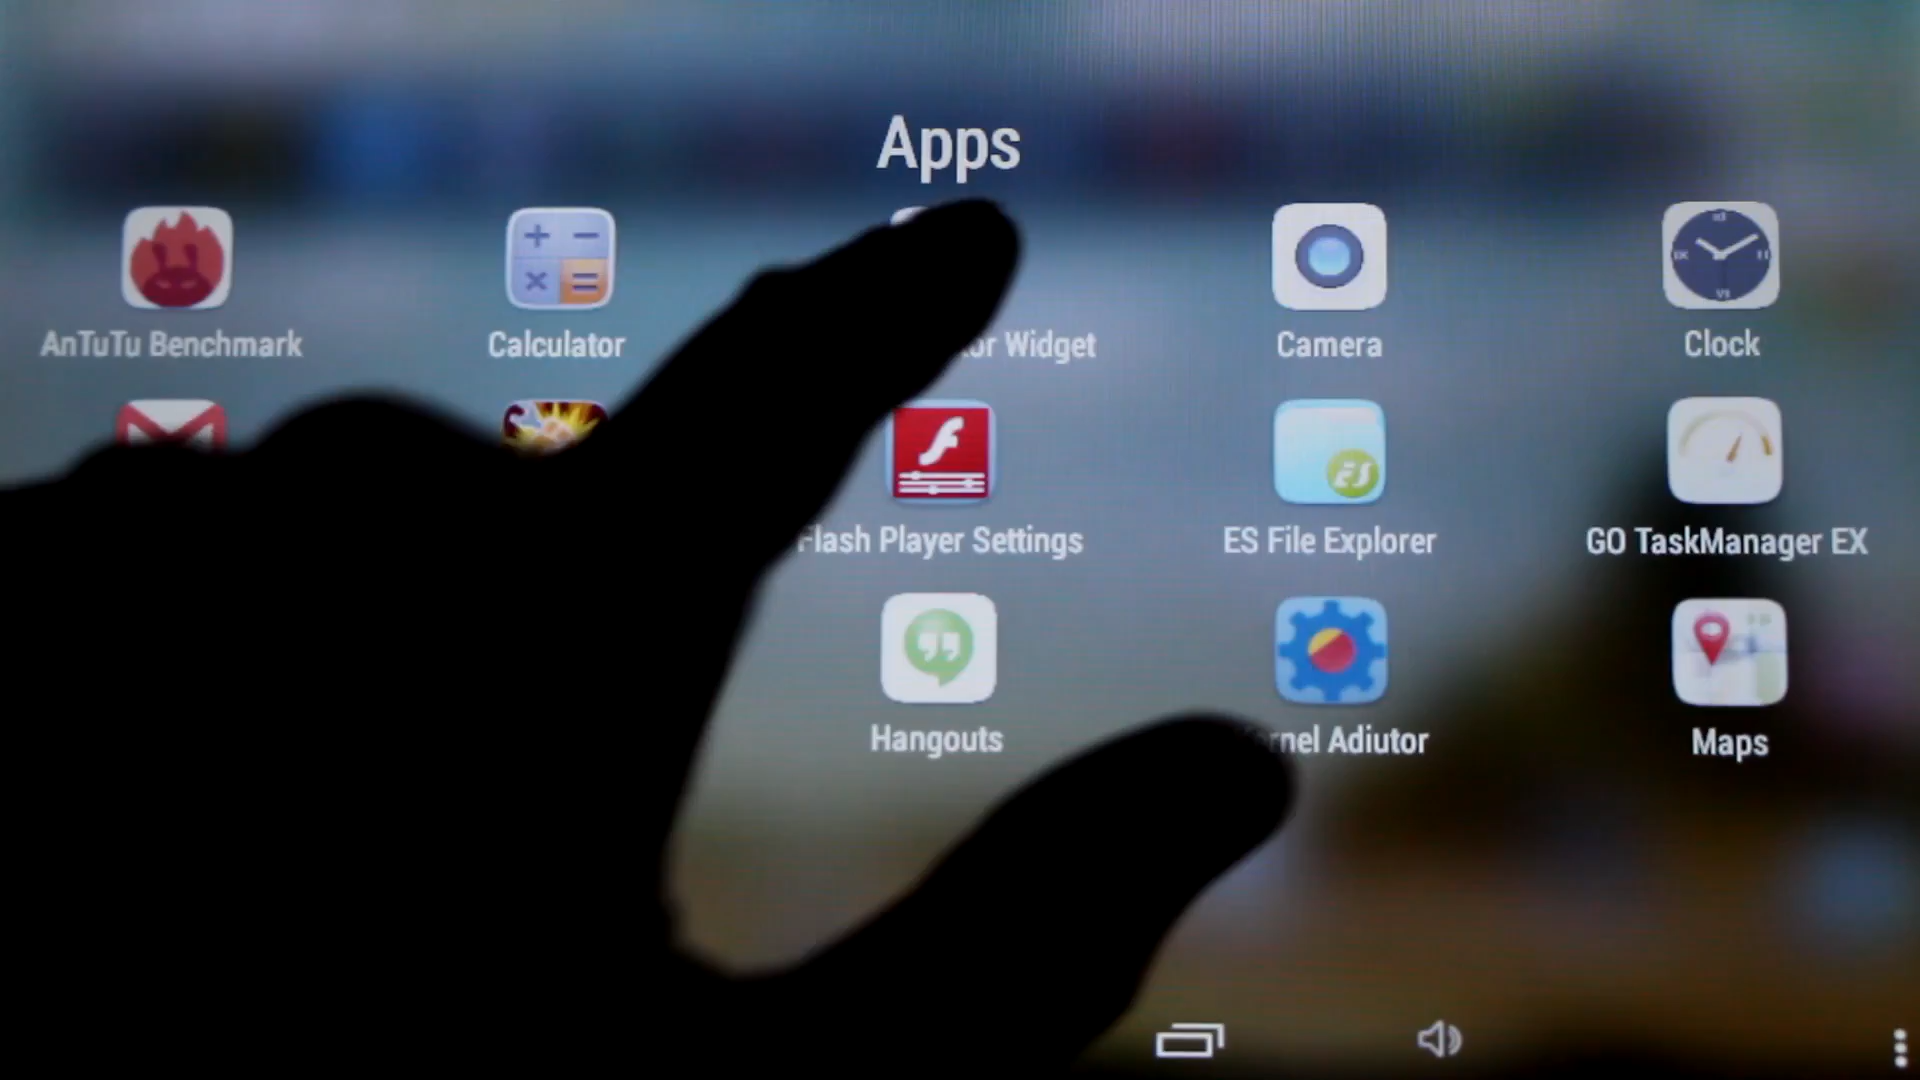 Apps
AnTuTu Benchmark
Calculator
Widget
Camera
Clock
Flash Player Settings
ES File Explorer
GO TaskManager EX
Hangouts
Adiutor
Maps